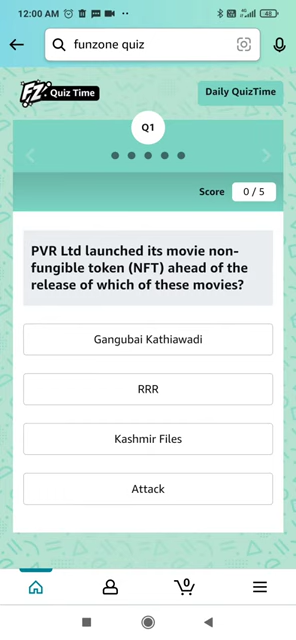 12:00 AM
48
funzone quiz
FZ. Quiz Time
Daily QuizTime
Q1
Score 0 / 5
PVR Ltd launched its movie non-
fungible token (NFT) ahead of the
release of which of these movies?
Gangubai Kathiawadi
RRR
Kashmir Files
Attack
0